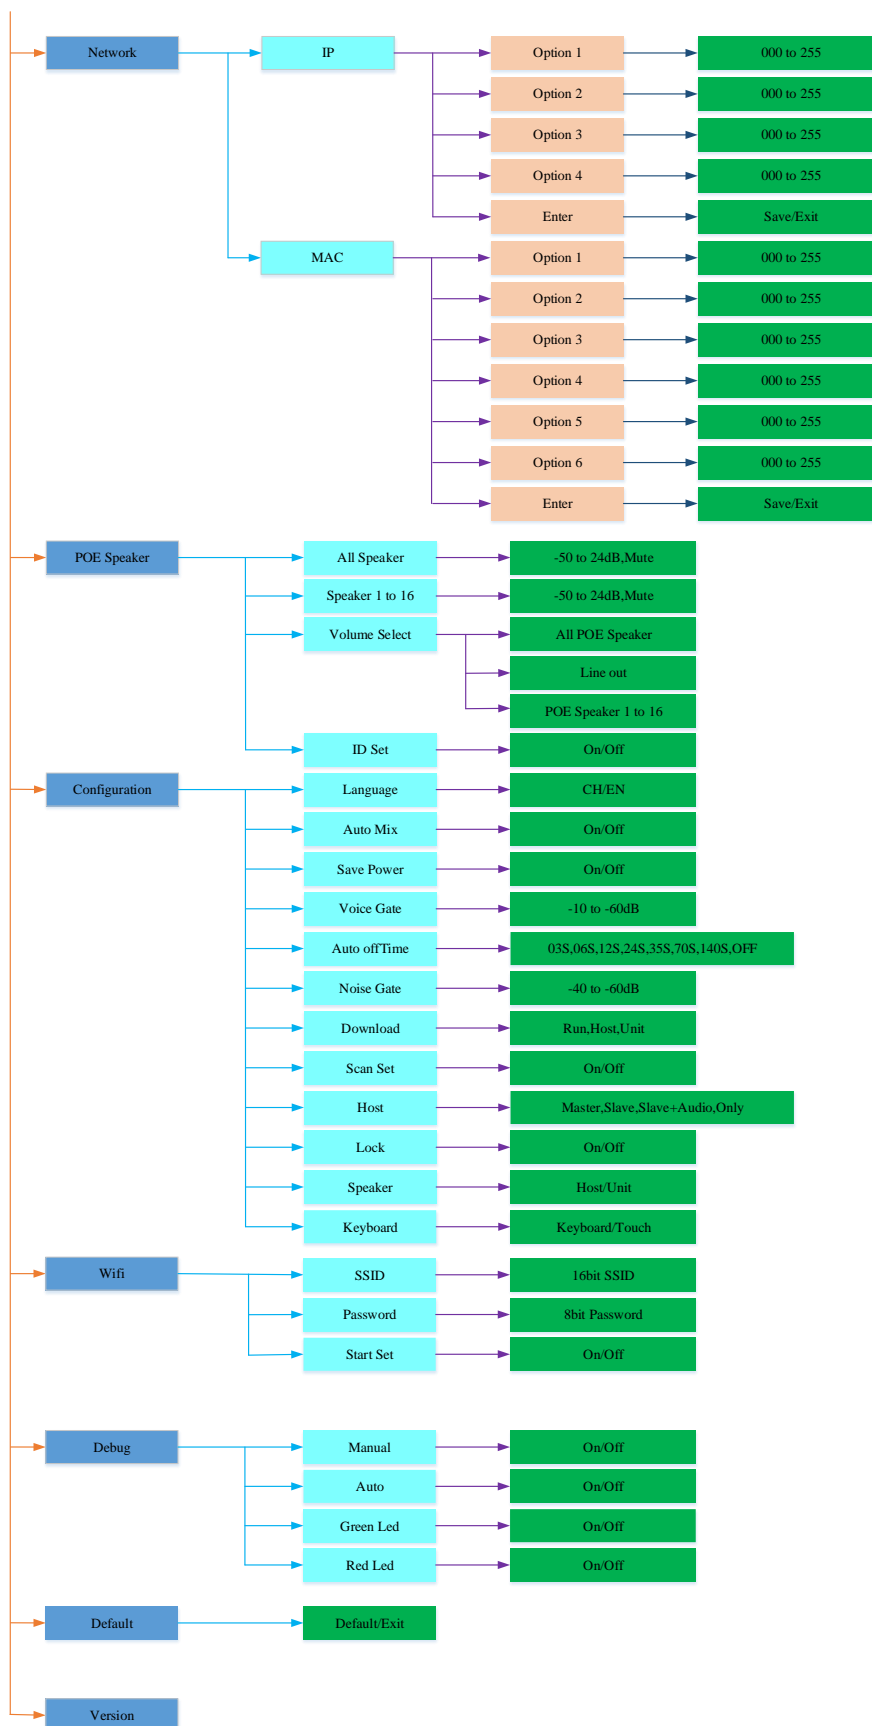 Network IP Option 1 000 to 255
Option 2 000 to 255
Option 3 000 to 255
Option 4 000 to 255
Enter Save/Exit
MAC Option 1 000 to 255
Option 2 000 to 255
Option 3 000 to 255
Option 4 000 to 255
Option 5 000 to 255
Option 6 000 to 255
Enter Save/Exit
POE Speaker All Speaker -50 to 24dB,Mute
Speaker 1 to 16 -50 to 24dB,Mute
Volume Select All POE Speaker
Line out
POE Speaker 1 to 16
ID Set On/Off
Configuration Language CH/EN
Auto Mix On/Off
Save Power On/Off
Voice Gate -10 to -60dB
Auto offTime 03S,06S,12S,24S,35S,70S,140S,OFF
Noise Gate -40 to -60dB
Download Run,Host,Unit
Scan Set On/Off
Host Master,Slave,Slave+Audio,Only
Lock On/Off
Speaker Host/Unit
Keyboard Keyboard/Touch
Wifi SSID 16bit SSID
Password 8bit Password
Start Set On/Off
Debug Manual On/Off
Auto On/Off
Green Led On/Off
Red Led On/Off
Default Default/Exit
Version